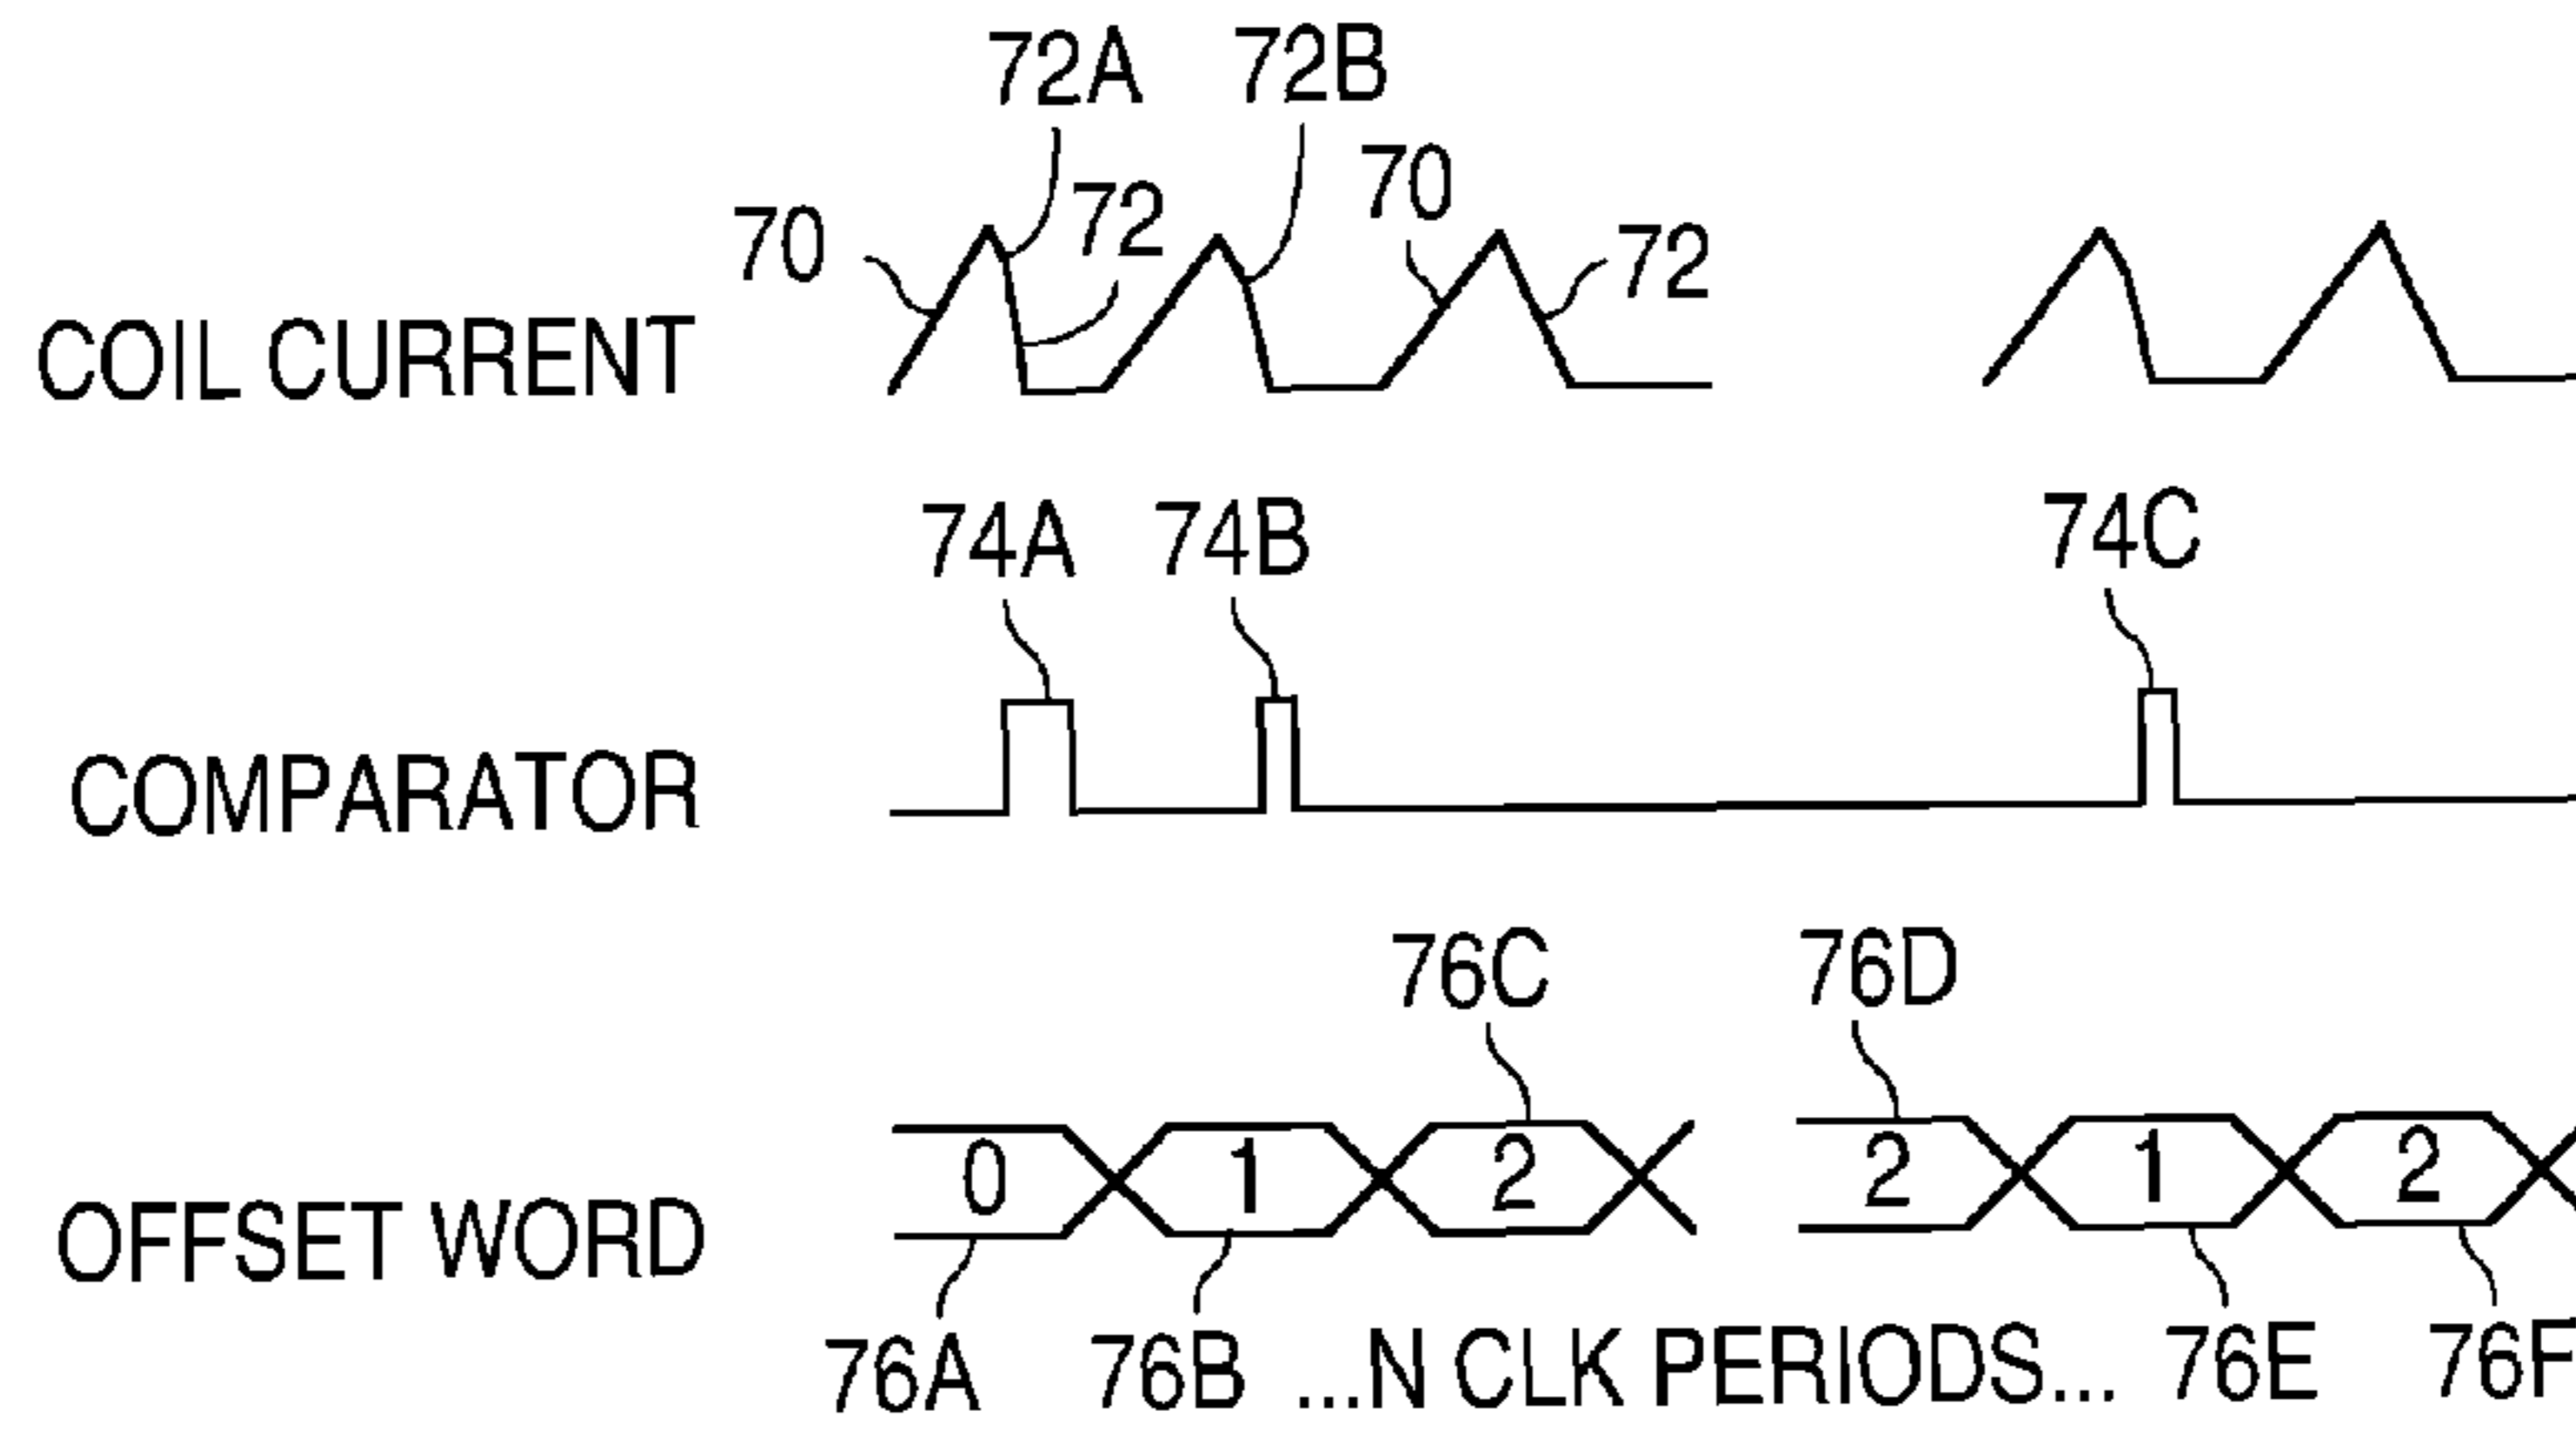 72A 72B
70 72 70 72
COIL CURRENT
74A 74B 74C
COMPARATOR
76C 76D
OFFSET WORD 0 1 2 2 1 2
76A 76B ...N CLK PERIODS... 76E 76F